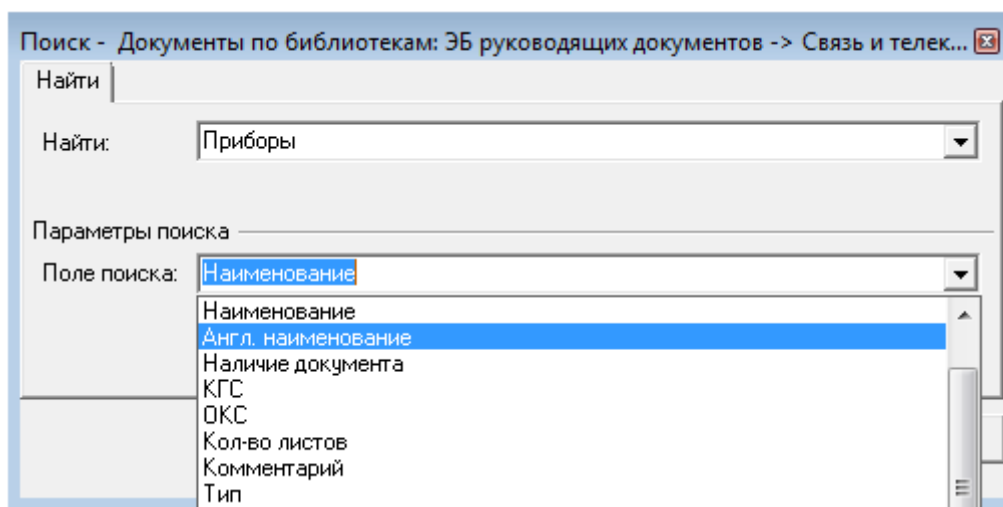 Поиск - Документы по библиотекам: ЭБ руководящих документов -> Связь и телек...
Найти
Найти: Приборы
Параметры поиска
Поле поиска: Наименование
Наименование
Англ. наименование
Наличие документа
КГС
ОКС
Кол-во листов
Комментарий
Тип